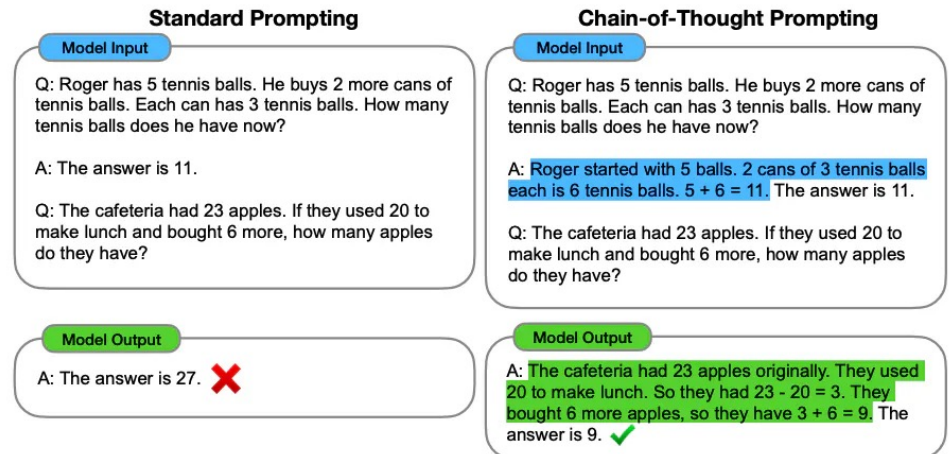 Standard Prompting
Model Input
Q: Roger has 5 tennis balls. He buys 2 more cans of
tennis balls. Each can has 3 tennis balls. How many
tennis balls does he have now?
A: The answer is 11.
Q: The cafeteria had 23 apples. If they used 20 to
make lunch and bought 6 more, how many apples
do they have?
Model Output
A: The answer is 27.
Chain-of-Thought Prompting
Model Input
Q: Roger has 5 tennis balls. He buys 2 more cans of
tennis balls. Each can has 3 tennis balls. How many
tennis balls does he have now?
A: Roger started with 5 balls. 2 cans of 3 tennis balls
each is 6 tennis balls. 5 + 6 = 11. The answer is 11.
Q: The cafeteria had 23 apples. If they used 20 to
make lunch and bought 6 more, how many apples
do they have?
Model Output
A: The cafeteria had 23 apples originally. They used
20 to make lunch. So they had 23 - 20 = 3. They
bought 6 more apples, so they have 3 + 6 = 9. The
answer is 9.